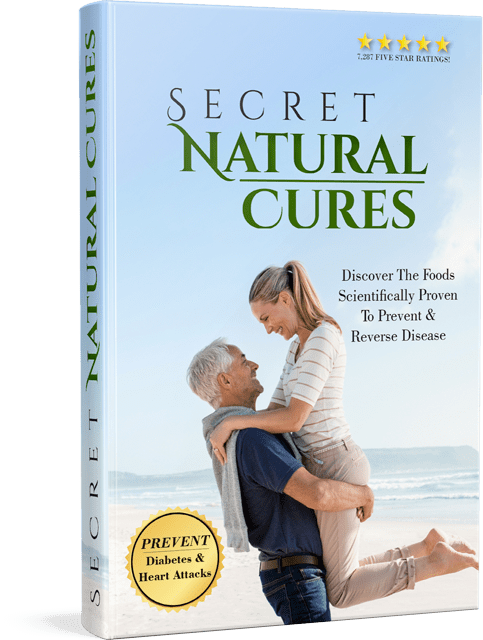 7,287 FIVE STAR RATINGS!
SECRET
NATURAL
CURES
Discover The Foods
Scientifically Proven
To Prevent &
Reverse Disease
PREVENT
Diabetes &
Heart Attacks
SECRET NATURAL CURES